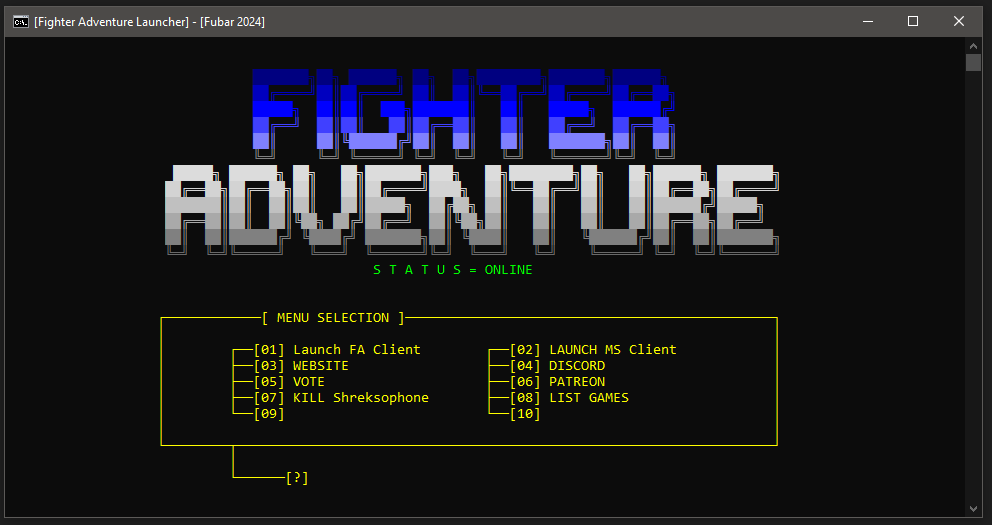 [Fighter Adventure Launcher] - [Fubar 2024]
FIGHTER
ADVENTURE
S T A T U S = ONLINE
[ MENU SELECTION ]
[01] Launch FA Client [02] LAUNCH MS Client
[03] WEBSITE [04] DISCORD
[05] VOTE [06] PATREON
[07] KILL Shreksophone [08] LIST GAMES
[09] [10]
[?]